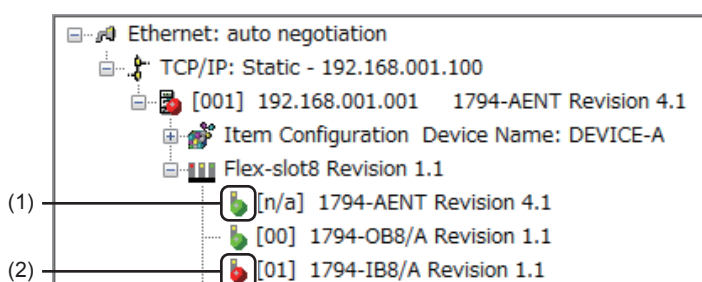 Ethernet: auto negotiation
TCP/IP: Static - 192.168.001.100
[001] 192.168.001.001 1794-AENT Revision 4.1
Item Configuration Device Name: DEVICE-A
Flex-slot8 Revision 1.1
(1) [n/a] 1794-AENT Revision 4.1
[00] 1794-OB8/A Revision 1.1
(2) [01] 1794-IB8/A Revision 1.1